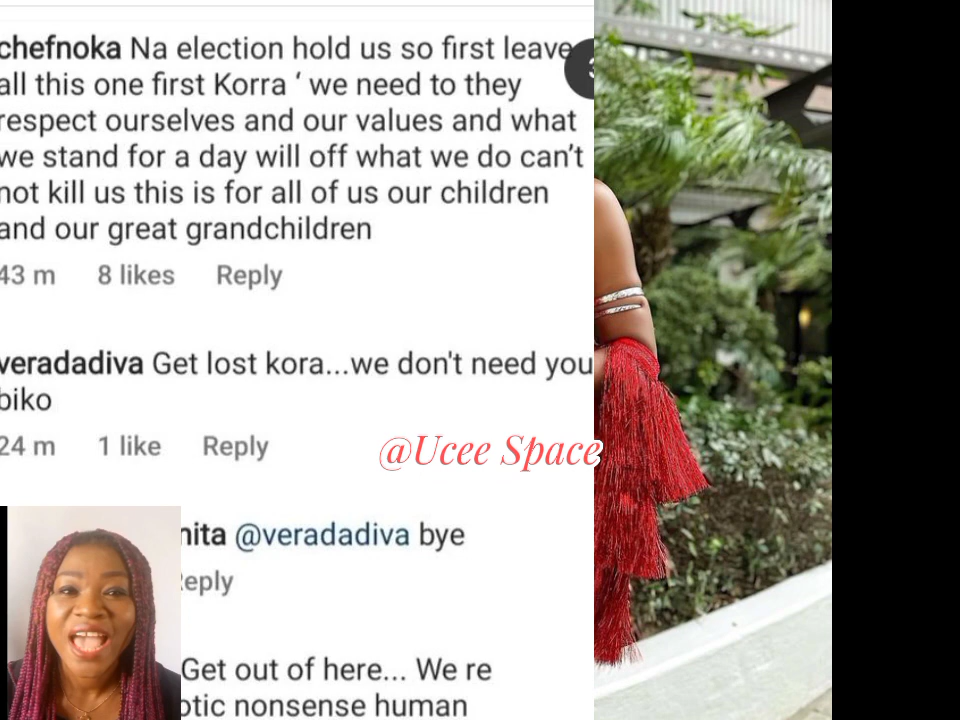 chefnoka Na election hold us so first leave
all this one first Korra ‘ we need to they
respect ourselves and our values and what
we stand for a day will off what we do can’t
not kill us this is for all of us our children
and our great grandchildren
43 m 8 likes Reply
veradadiva Get lost kora...we don't need you
biko
24 m 1 like Reply
@Ucee Space
nita @veradadiva bye
eply
Get out of here... We re
otic nonsense human